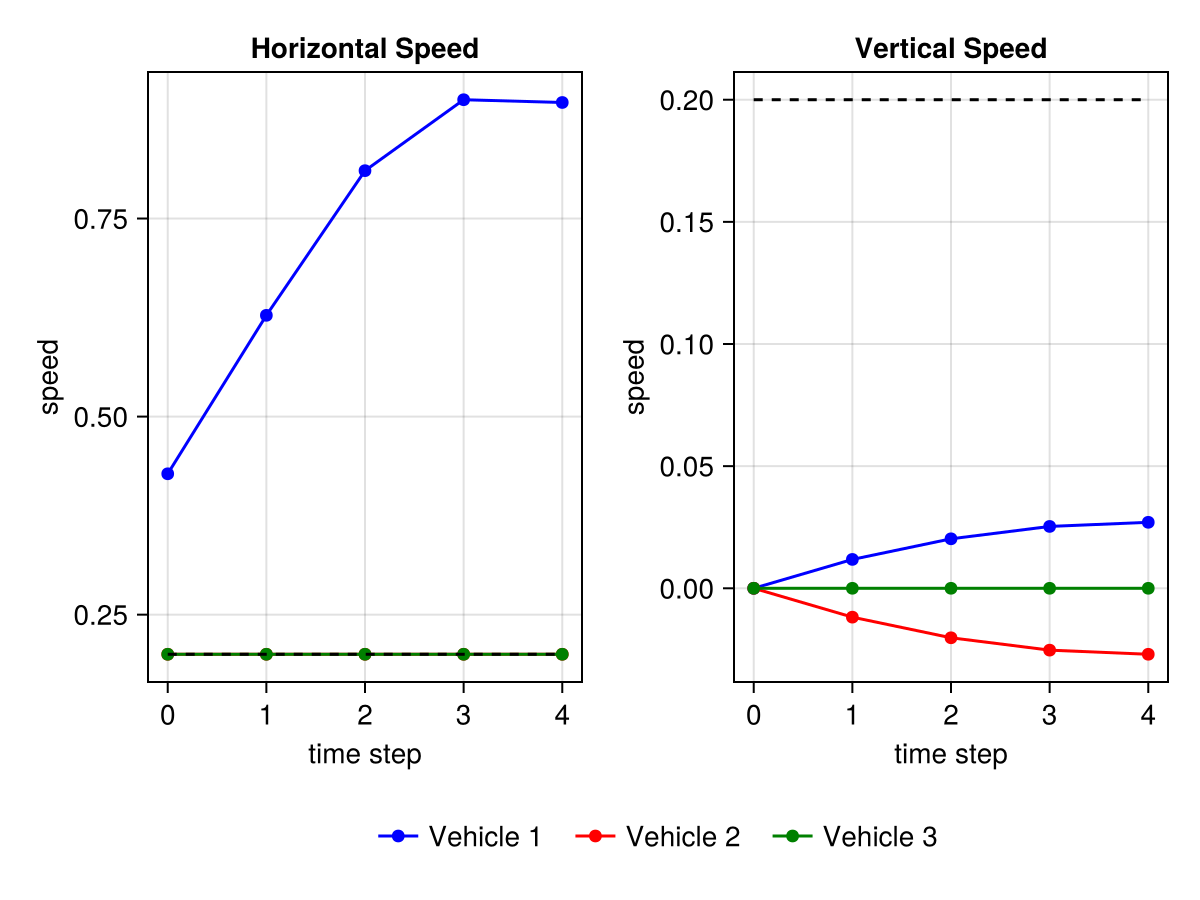 Horizontal Speed
0.75
0.50
0.25
speed
0 1 2 3 4
time step
Vertical Speed
0.20
0.15
0.10
0.05
0.00
speed
0 1 2 3 4
time step
Vehicle 1 Vehicle 2 Vehicle 3